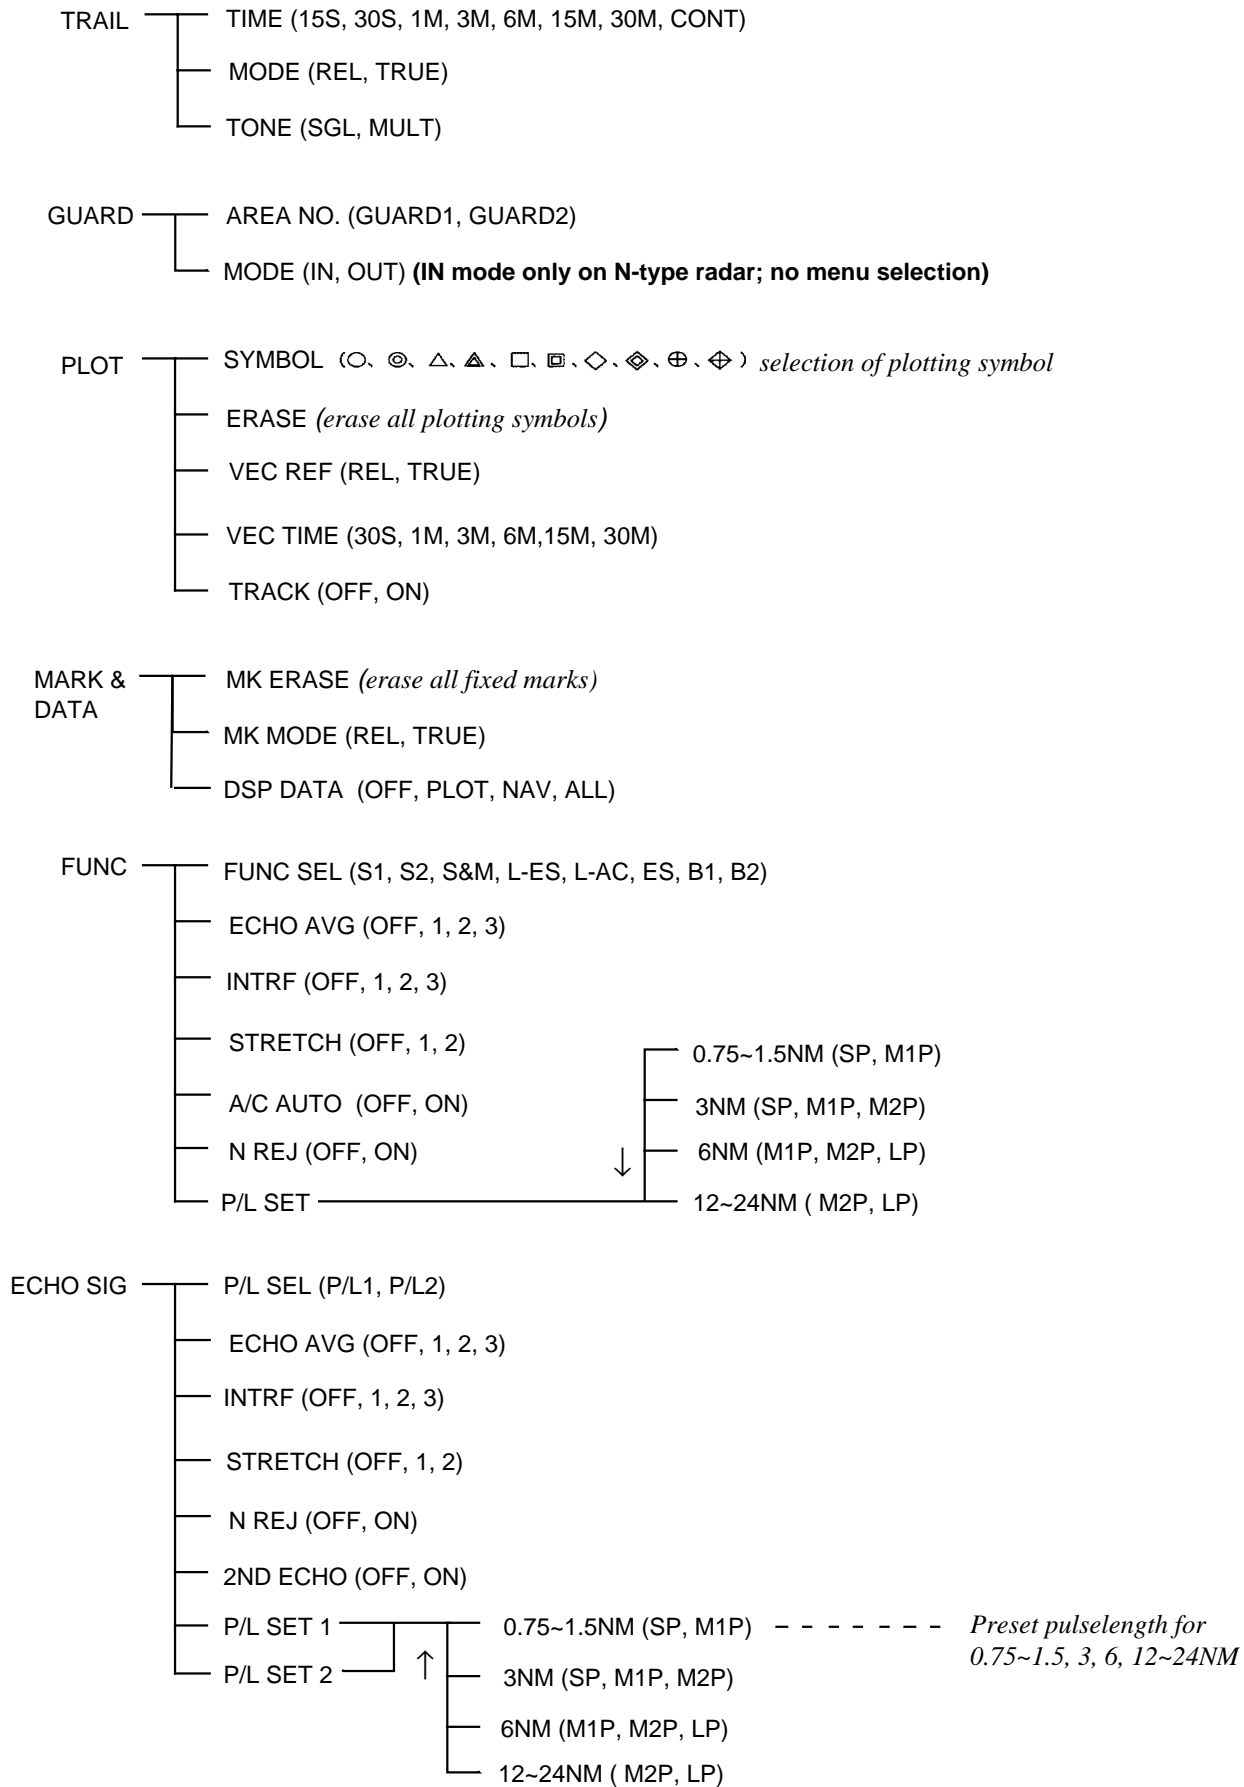 TRAIL TIME (15S, 30S, 1M, 3M, 6M, 15M, 30M, CONT)
MODE (REL, TRUE)
TONE (SGL, MULT)
GUARD AREA NO. (GUARD1, GUARD2)
MODE (IN, OUT) (IN mode only on N-type radar; no menu selection)
PLOT SYMBOL (○、◎、△、▲、□、回、◇、◈、⊕、⌖) selection of plotting symbol
ERASE (erase all plotting symbols)
VEC REF (REL, TRUE)
VEC TIME (30S, 1M, 3M, 6M,15M, 30M)
TRACK (OFF, ON)
MARK & DATA MK ERASE (erase all fixed marks)
MK MODE (REL, TRUE)
DSP DATA (OFF, PLOT, NAV, ALL)
FUNC FUNC SEL (S1, S2, S&M, L-ES, L-AC, ES, B1, B2)
ECHO AVG (OFF, 1, 2, 3)
INTRF (OFF, 1, 2, 3)
STRETCH (OFF, 1, 2)
A/C AUTO (OFF, ON)
N REJ (OFF, ON)
P/L SET
↓
0.75~1.5NM (SP, M1P)
3NM (SP, M1P, M2P)
6NM (M1P, M2P, LP)
12~24NM ( M2P, LP)
ECHO SIG P/L SEL (P/L1, P/L2)
ECHO AVG (OFF, 1, 2, 3)
INTRF (OFF, 1, 2, 3)
STRETCH (OFF, 1, 2)
N REJ (OFF, ON)
2ND ECHO (OFF, ON)
P/L SET 1
P/L SET 2
↑
0.75~1.5NM (SP, M1P) - - - - - - - Preset pulselength for
0.75~1.5, 3, 6, 12~24NM
3NM (SP, M1P, M2P)
6NM (M1P, M2P, LP)
12~24NM ( M2P, LP)